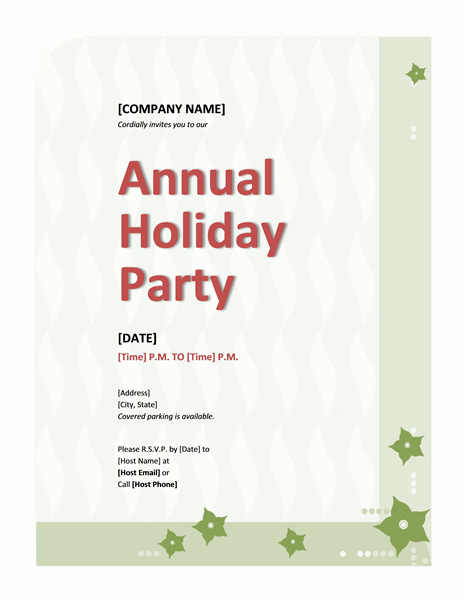 [COMPANY NAME]
Cordially invites you to our
Annual
Holiday
Party
[DATE]
[Time] P.M. TO [Time] P.M.
[Address]
[City, State]
Covered parking is available.
Please R.S.V.P. by [Date] to
[Host Name] at
[Host Email] or
Call [Host Phone]